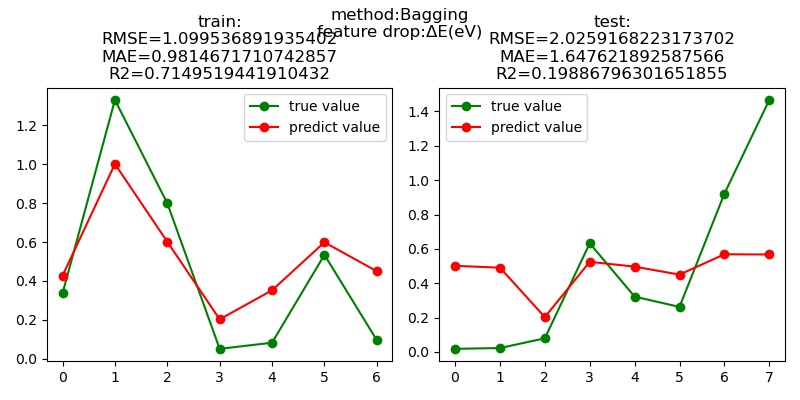 method:Bagging
feature drop:ΔE(eV)
train:
RMSE=1.099536891935402
MAE=0.9814671710742857
R2=0.7149519441910432
true value
predict value
1.2
1.0
0.8
0.6
0.4
0.2
0.0
0 1 2 3 4 5 6
test:
RMSE=2.0259168223173702
MAE=1.647621892587566
R2=0.19886796301651855
true value
predict value
1.4
1.2
1.0
0.8
0.6
0.4
0.2
0.0
0 1 2 3 4 5 6 7